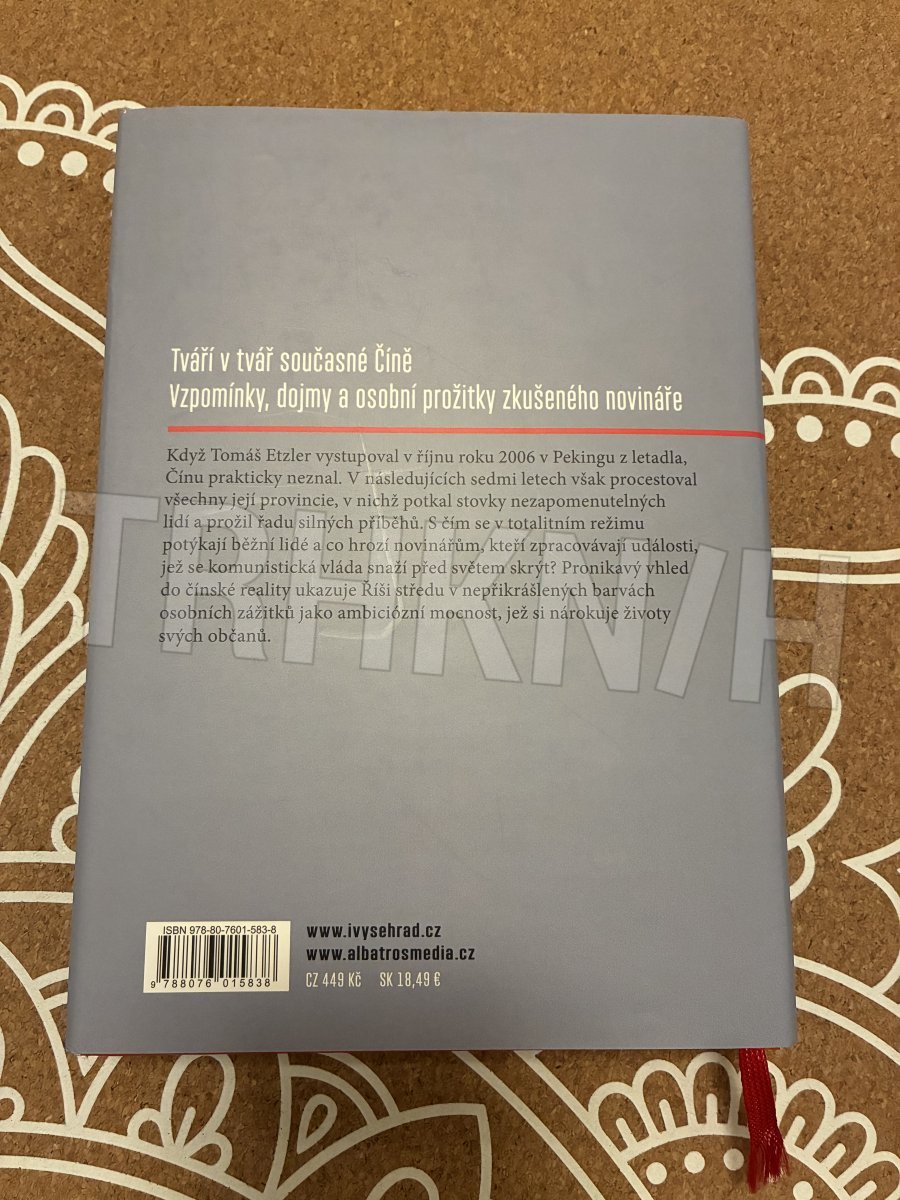 Tváří v tvář současné Číně
Vzpomínky, dojmy a osobní prožitky zkušeného novináře
Když Tomáš Etzler vystupoval v říjnu roku 2006 v Pekingu z letadla,
Čínu prakticky neznal. V následujících sedmi letech však procestoval
všechny její provincie, v nichž potkal stovky nezapomenutelných
lidí a prožil řadu silných příběhů. S čím se v totalitním režimu
potýkají běžní lidé a co hrozí novinářům, kteří zpracovávají události,
jež se komunistická vláda snaží před světem skrýt? Pronikavý vhled
do čínské reality ukazuje Říši středu v nepřikrášlených barvách
osobních zážitků jako ambiciózní mocnost, jež si nárokuje životy
svých občanů.
TRHKNI
ISBN 978-80-7601-583-8
9 788076 015838
www.ivysehrad.cz
www.albatrosmedia.cz
CZ 449 Kč SK 18,49 €